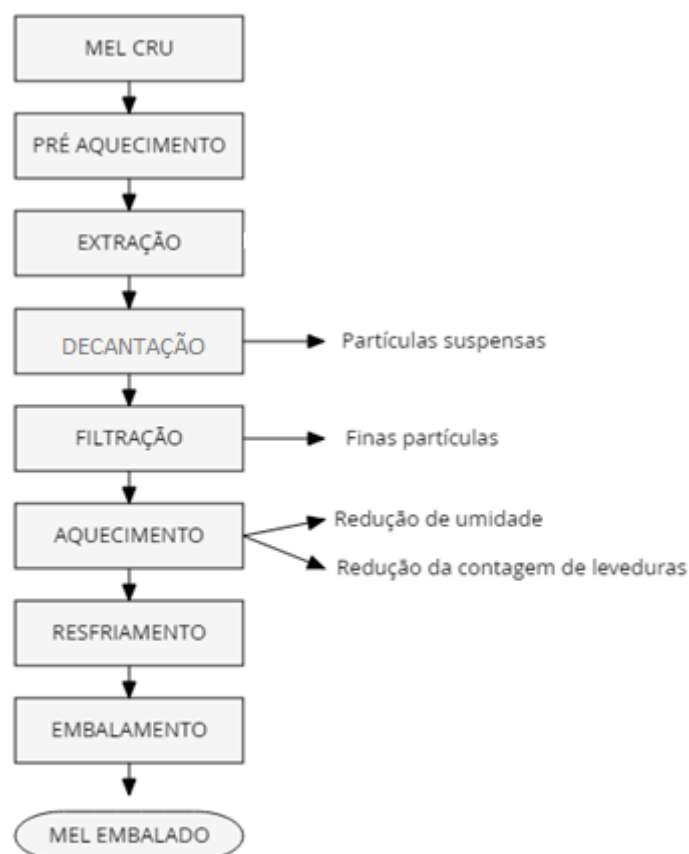 MEL CRU
PRÉ AQUECIMENTO
EXTRAÇÃO
DECANTAÇÃO
Partículas suspensas
FILTRAÇÃO
Finas partículas
AQUECIMENTO
Redução de umidade
Redução da contagem de leveduras
RESFRIAMENTO
EMBALAMENTO
MEL EMBALADO